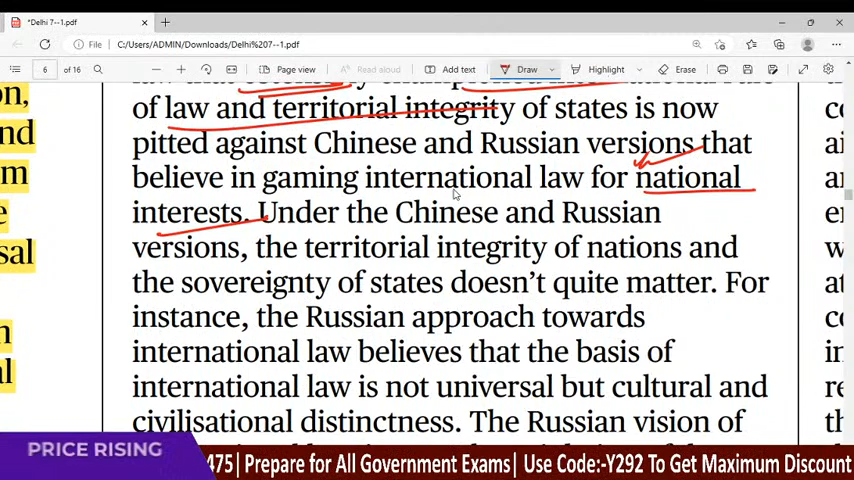 *Delhi 7--1.pdf
File
C:/Users/ADMIN/Downloads/Delhi%207--1.pdf
6 of 16
Page view
Read aloud
Add text
Draw
Highlight
Erase
of law and territorial integrity of states is now
pitted against Chinese and Russian versions that
believe in gaming international law for national
interests. Under the Chinese and Russian
versions, the territorial integrity of nations and
the sovereignty of states doesn’t quite matter. For
instance, the Russian approach towards
international law believes that the basis of
international law is not universal but cultural and
civilisational distinctness. The Russian vision of
PRICE RISING
475| Prepare for All Government Exams| Use Code:-Y292 To Get Maximum Discount